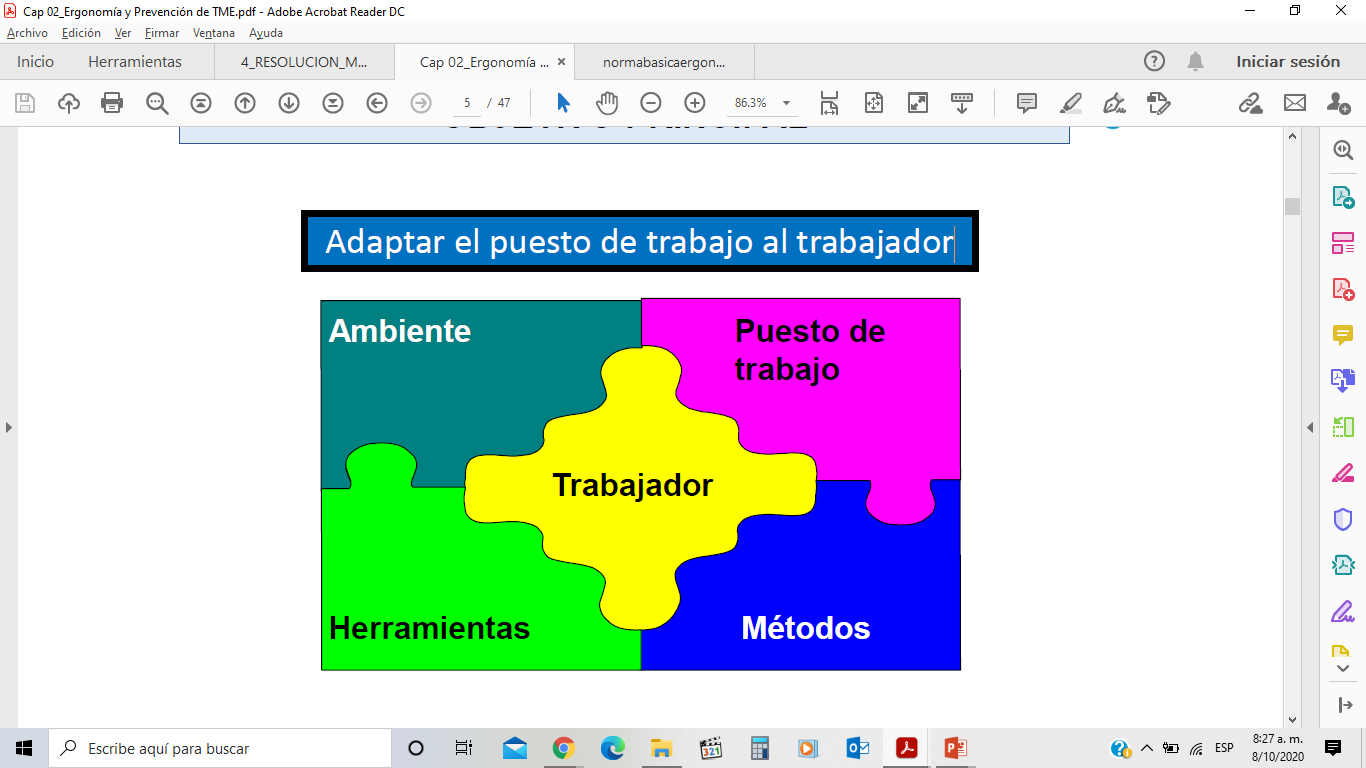 Cap 02_Ergonomía y Prevención de TME.pdf - Adobe Acrobat Reader DC
Archivo Edición Ver Firmar Ventana Ayuda
Inicio Herramientas 4_RESOLUCION_M... Cap 02_Ergonomía ... × normabasicaergon... Iniciar sesión
5 / 47 86.3%
Adaptar el puesto de trabajo al trabajador
Ambiente
Puesto de
trabajo
Trabajador
Herramientas
Métodos
Escribe aquí para buscar
321
ESP
8:27 a. m.
8/10/2020